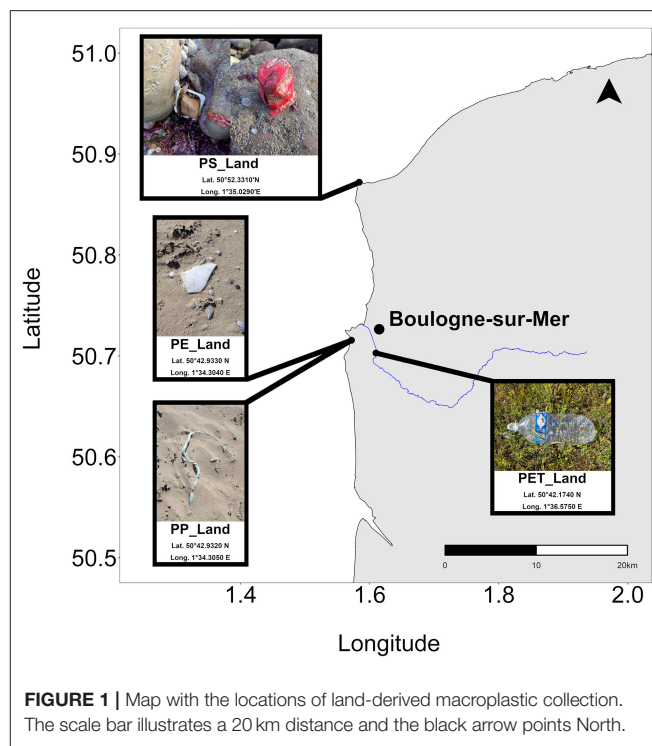 51.0
50.9
50.8
50.7
50.6
50.5
Latitude
PS_Land
Lat. 50°52.3310'N
Long. 1°35.0290'E
PE_Land
Lat. 50°42.9330 N
Long. 1°34.3040 E
PP_Land
Lat. 50°42.9320 N
Long. 1°34.3050 E
Boulogne-sur-Mer
PET_Land
Lat. 50°42.1740 N
Long. 1°36.5750 E
0 10 20km
1.4 1.6 1.8 2.0
Longitude
FIGURE 1 | Map with the locations of land-derived macroplastic collection.
The scale bar illustrates a 20 km distance and the black arrow points North.